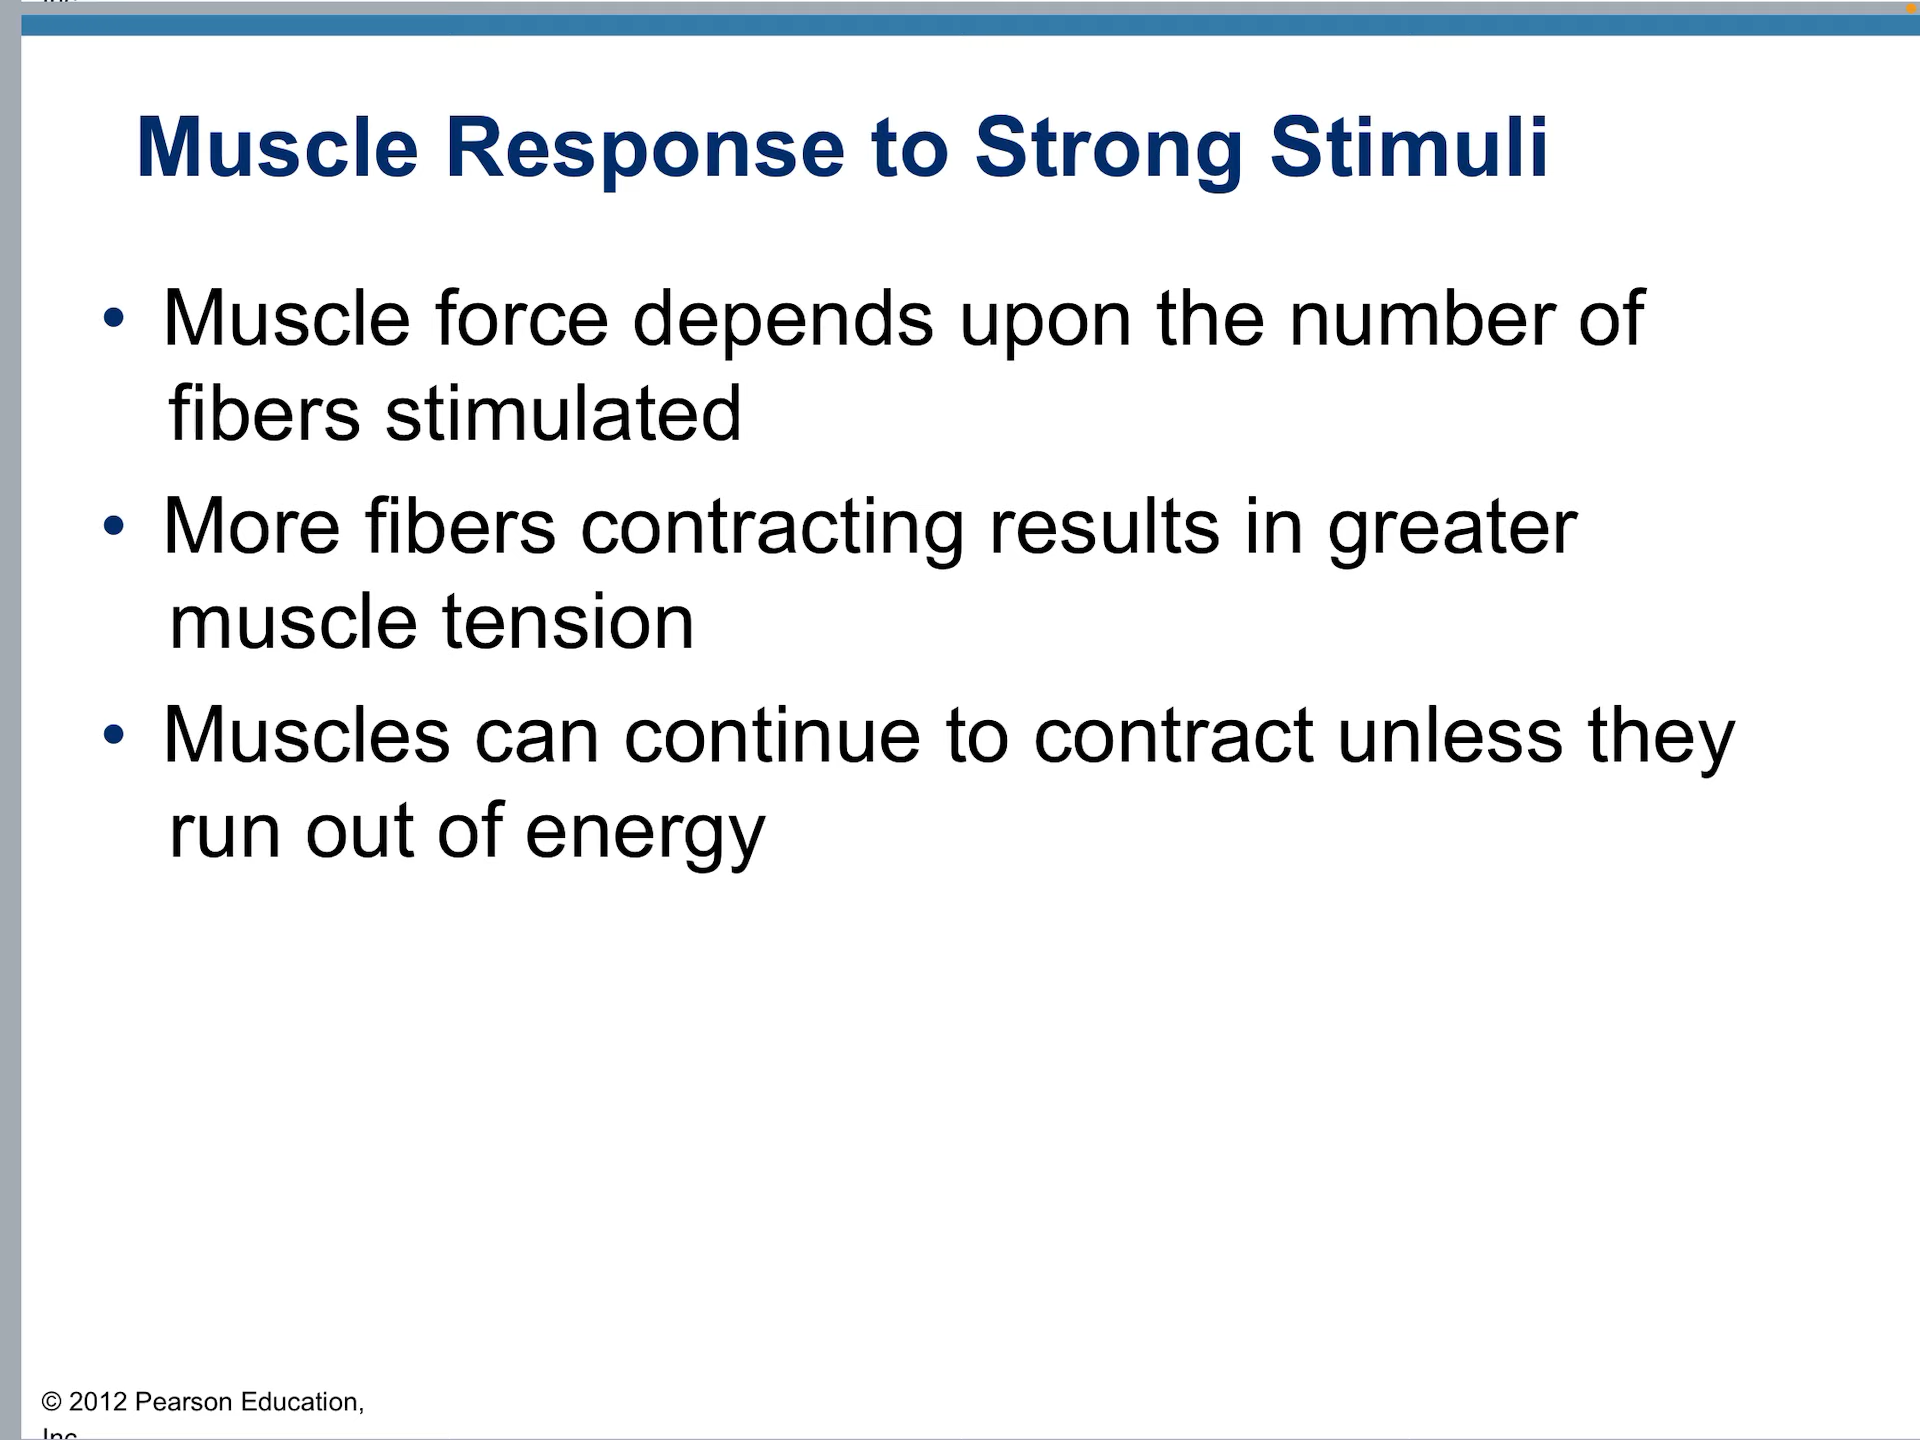 Muscle Response to Strong Stimuli
• Muscle force depends upon the number of
fibers stimulated
• More fibers contracting results in greater
muscle tension
• Muscles can continue to contract unless they
run out of energy
© 2012 Pearson Education,
Inc